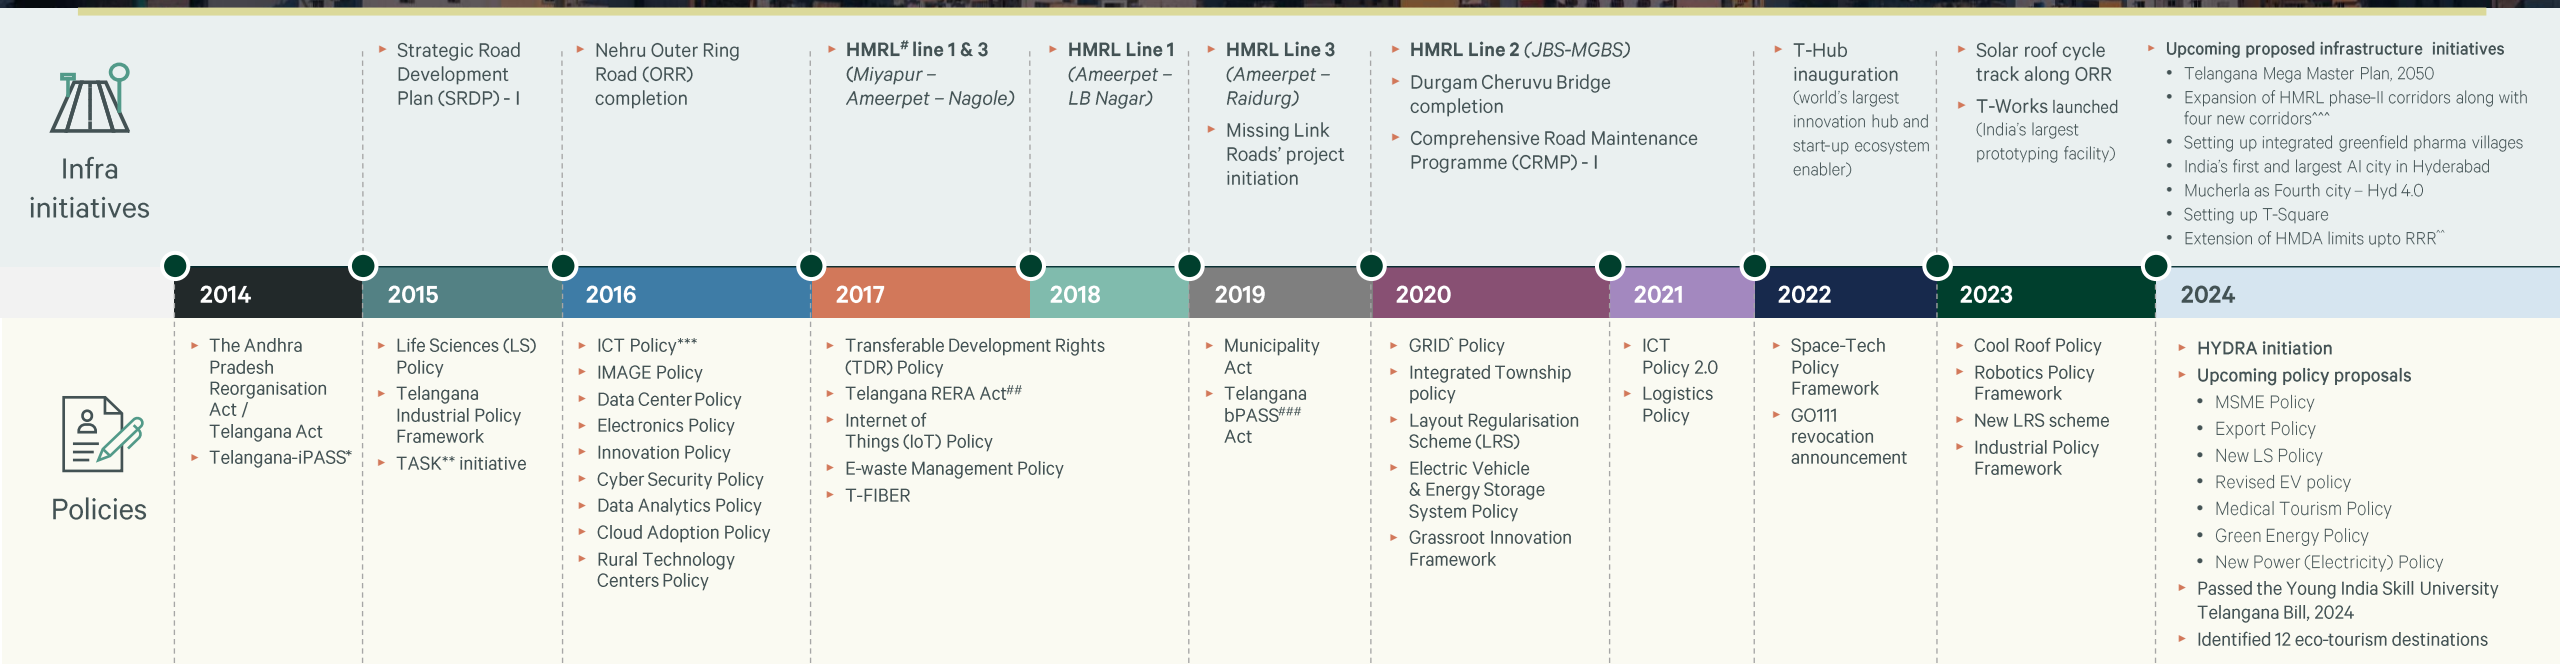 Infra
initiatives
Strategic Road
Development
Plan (SRDP) - I
Nehru Outer Ring
Road (ORR)
completion
HMRL# line 1 & 3
(Miyapur –
Ameerpet – Nagole)
HMRL Line 1
(Ameerpet –
LB Nagar)
HMRL Line 3
(Ameerpet –
Raidurg)
Missing Link
Roads’ project
initiation
HMRL Line 2 (JBS-MGBS)
Durgam Cheruvu Bridge
completion
Comprehensive Road Maintenance
Programme (CRMP) - I
T-Hub
inauguration
(world’s largest
innovation hub and
start-up ecosystem
enabler)
Solar roof cycle
track along ORR
T-Works launched
(India’s largest
prototyping facility)
Upcoming proposed infrastructure initiatives
• Telangana Mega Master Plan, 2050
• Expansion of HMRL phase-II corridors along with
four new corridors^^^
• Setting up integrated greenfield pharma villages
• India’s first and largest AI city in Hyderabad
• Mucherla as Fourth city – Hyd 4.0
• Setting up T-Square
• Extension of HMDA limits upto RRR^^
2014
2015
2016
2017
2018
2019
2020
2021
2022
2023
2024
Policies
The Andhra
Pradesh
Reorganisation
Act /
Telangana Act
Telangana-iPASS*
Life Sciences (LS)
Policy
Telangana
Industrial Policy
Framework
TASK** initiative
ICT Policy***
IMAGE Policy
Data Center Policy
Electronics Policy
Innovation Policy
Cyber Security Policy
Data Analytics Policy
Cloud Adoption Policy
Rural Technology
Centers Policy
Transferable Development Rights
(TDR) Policy
Telangana RERA Act##
Internet of
Things (IoT) Policy
E-waste Management Policy
T-FIBER
Municipality
Act
Telangana
bPASS###
Act
GRID^ Policy
Integrated Township
policy
Layout Regularisation
Scheme (LRS)
Electric Vehicle
& Energy Storage
System Policy
Grassroot Innovation
Framework
ICT
Policy 2.0
Logistics
Policy
Space-Tech
Policy
Framework
GO111
revocation
announcement
Cool Roof Policy
Robotics Policy
Framework
New LRS scheme
Industrial Policy
Framework
HYDRA initiation
Upcoming policy proposals
• MSME Policy
• Export Policy
• New LS Policy
• Revised EV policy
• Medical Tourism Policy
• Green Energy Policy
• New Power (Electricity) Policy
Passed the Young India Skill University
Telangana Bill, 2024
Identified 12 eco-tourism destinations